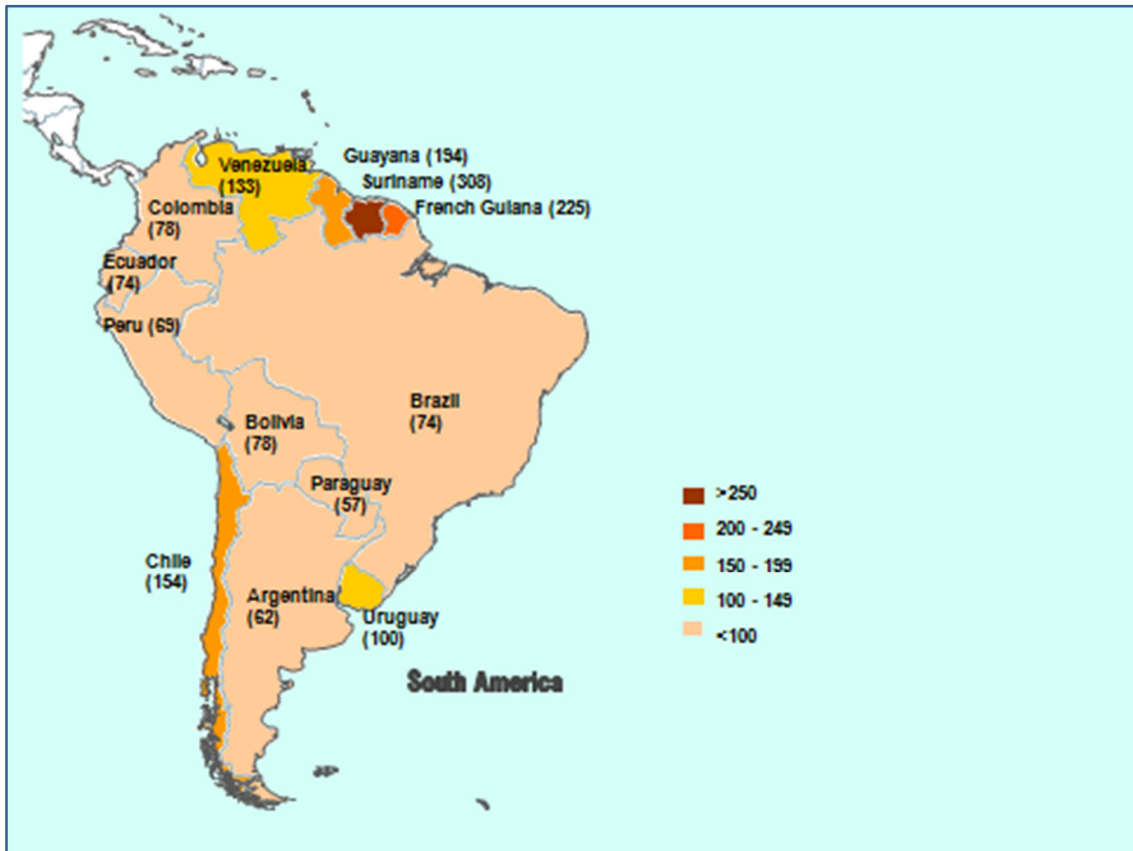 Venezuela
(133)
Guayana (194)
Suriname (308)
French Guiana (225)
Colombia
(78)
Ecuador
(74)
Peru (69)
Brazil
(74)
Bolivia
(78)
Paraguay
(57)
Chile
(154)
Argentina
(62)
Uruguay
(100)
South America
>250
200 - 249
150 - 199
100 - 149
<100